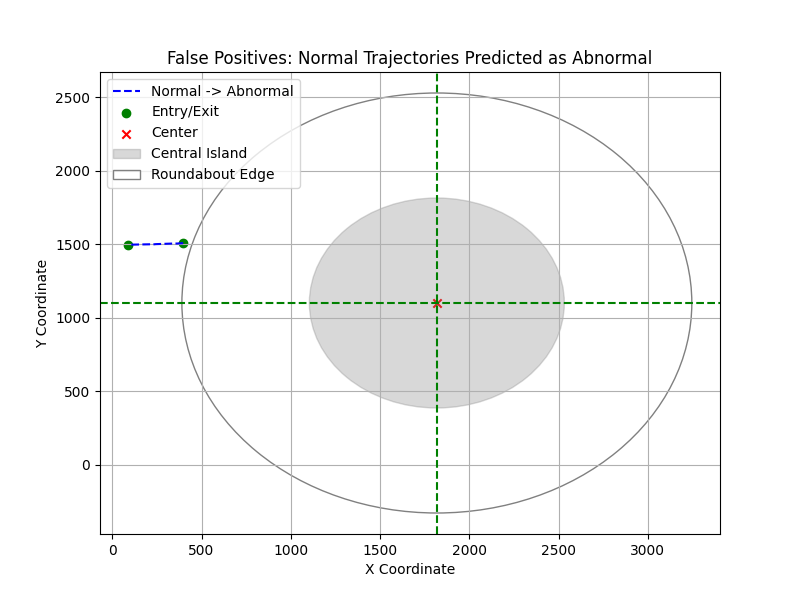 False Positives: Normal Trajectories Predicted as Abnormal
Normal -> Abnormal
Entry/Exit
Center
Central Island
Roundabout Edge
2500
2000
1500
1000
500
0
Y Coordinate
0 500 1000 1500 2000 2500 3000
X Coordinate